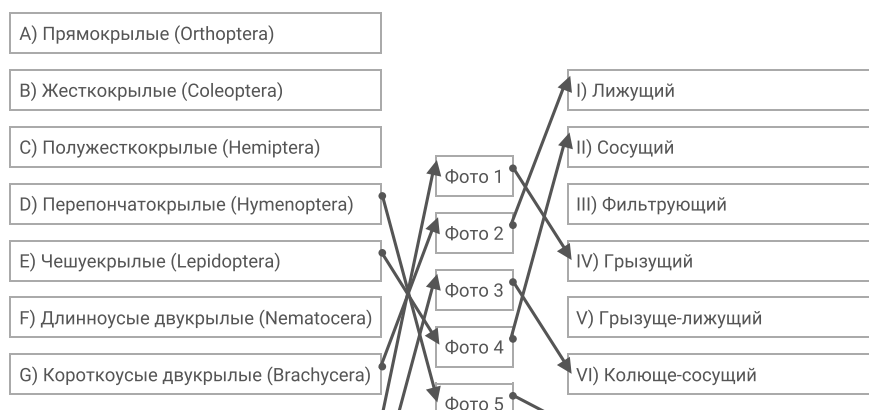 A) Прямокрылые (Orthoptera)
B) Жесткокрылые (Coleoptera)
C) Полужесткокрылые (Hemiptera)
D) Перепончатокрылые (Hymenoptera)
E) Чешуекрылые (Lepidoptera)
F) Длинноусые двукрылые (Nematocera)
G) Короткоусые двукрылые (Brachycera)
Фото 1
Фото 2
Фото 3
Фото 4
Фото 5
I) Лижущий
II) Сосущий
III) Фильтрующий
IV) Грызущий
V) Грызуще-лижущий
VI) Колюще-сосущий